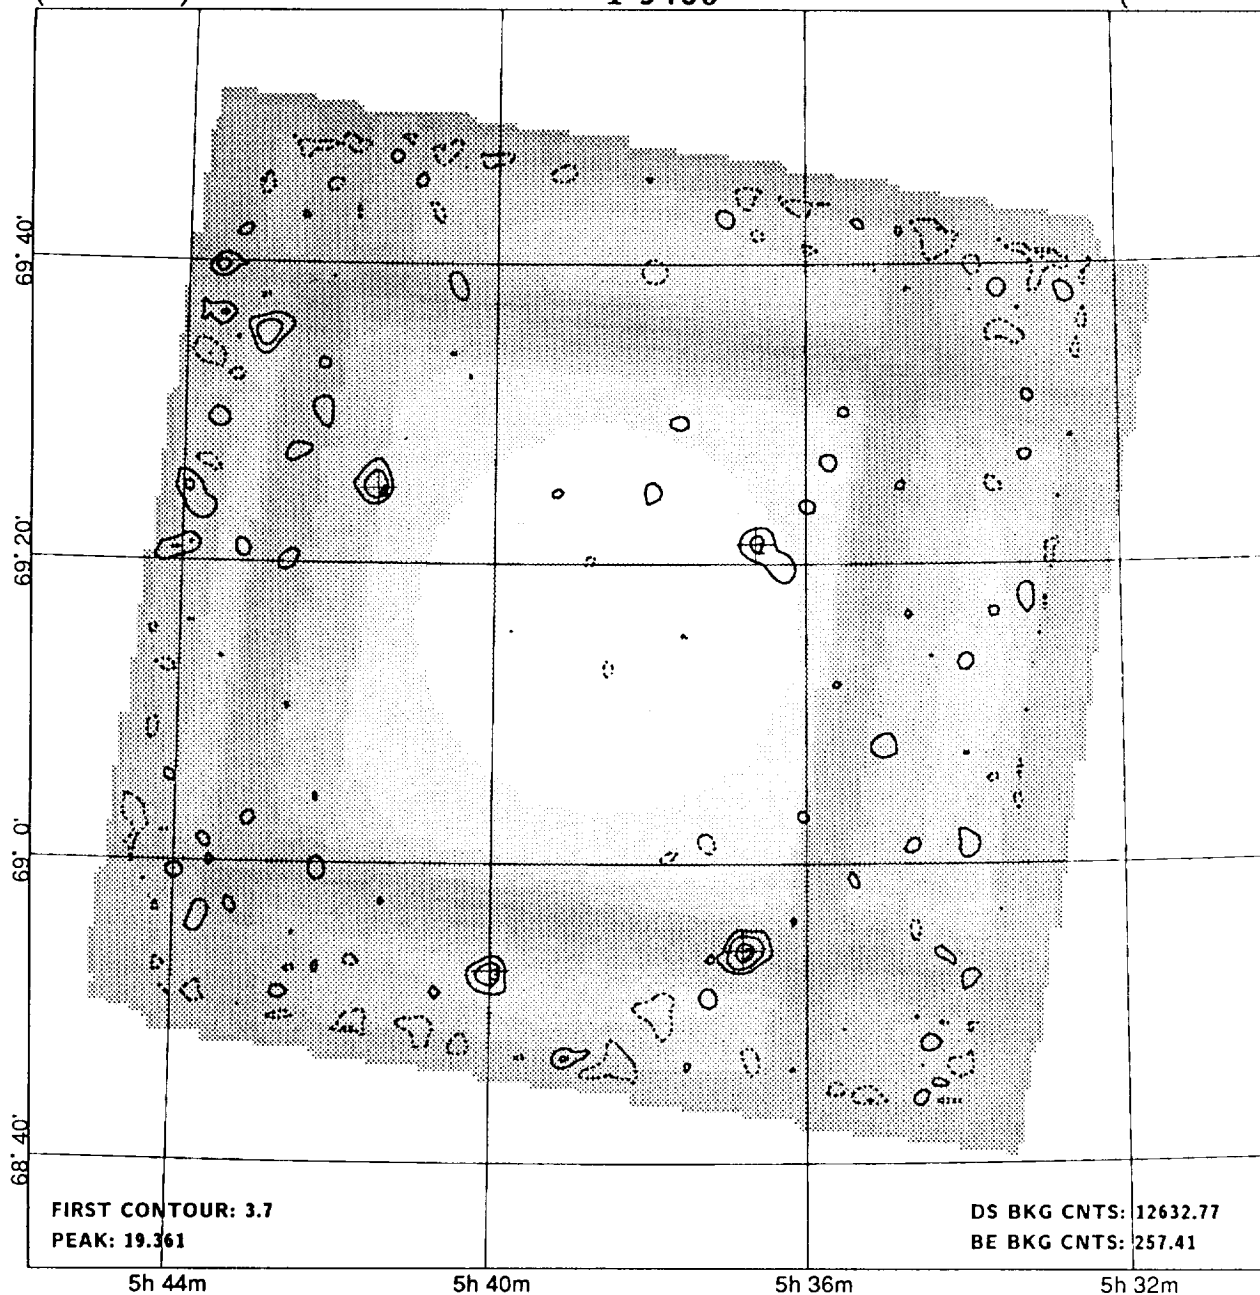 69° 40'
69° 20'
69° 0'
68° 40'
FIRST CONTOUR: 3.7
PEAK: 19.361
DS BKG CNTS: 12632.77
BE BKG CNTS: 257.41
5h 44m
5h 40m
5h 36m
5h 32m